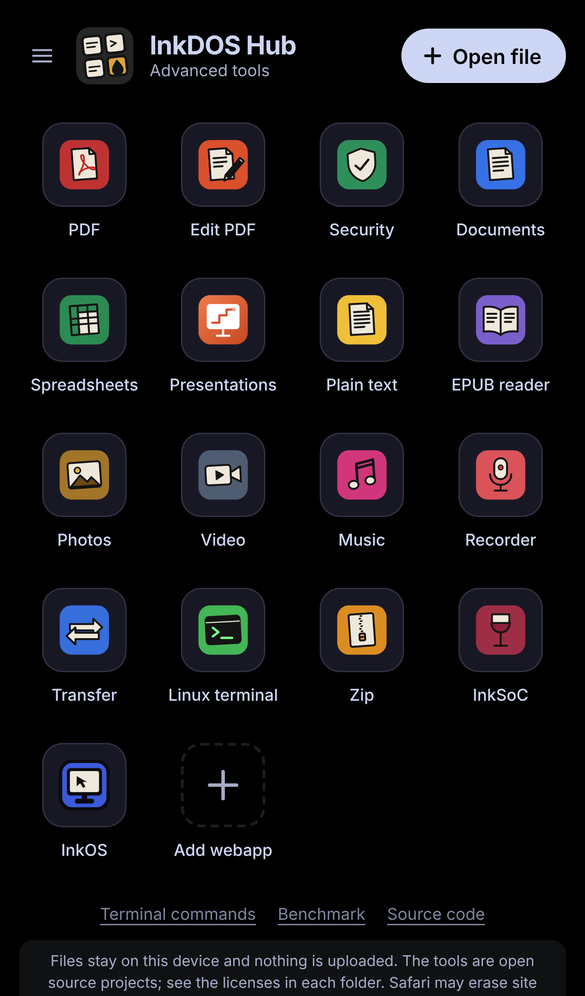 InkDOS Hub
Advanced tools
Open file
PDF
Edit PDF
Security
Documents
Spreadsheets
Presentations
Plain text
EPUB reader
Photos
Video
Music
Recorder
Transfer
Linux terminal
Zip
InkSoC
InkOS
Add webapp
Terminal commands
Benchmark
Source code
Files stay on this device and nothing is uploaded. The tools are open
source projects; see the licenses in each folder. Safari may erase site